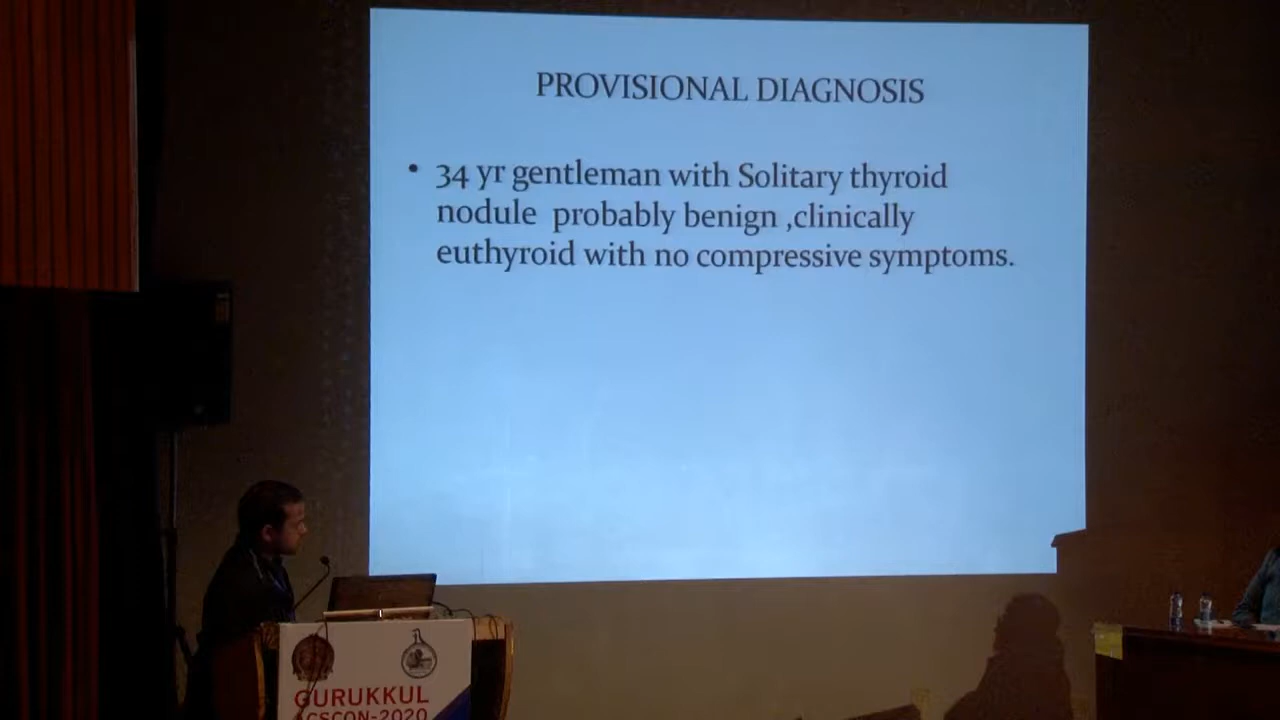 PROVISIONAL DIAGNOSIS
• 34 yr gentleman with Solitary thyroid
nodule probably benign ,clinically
euthyroid with no compressive symptoms.
GURUKKUL
ACSCON-2020